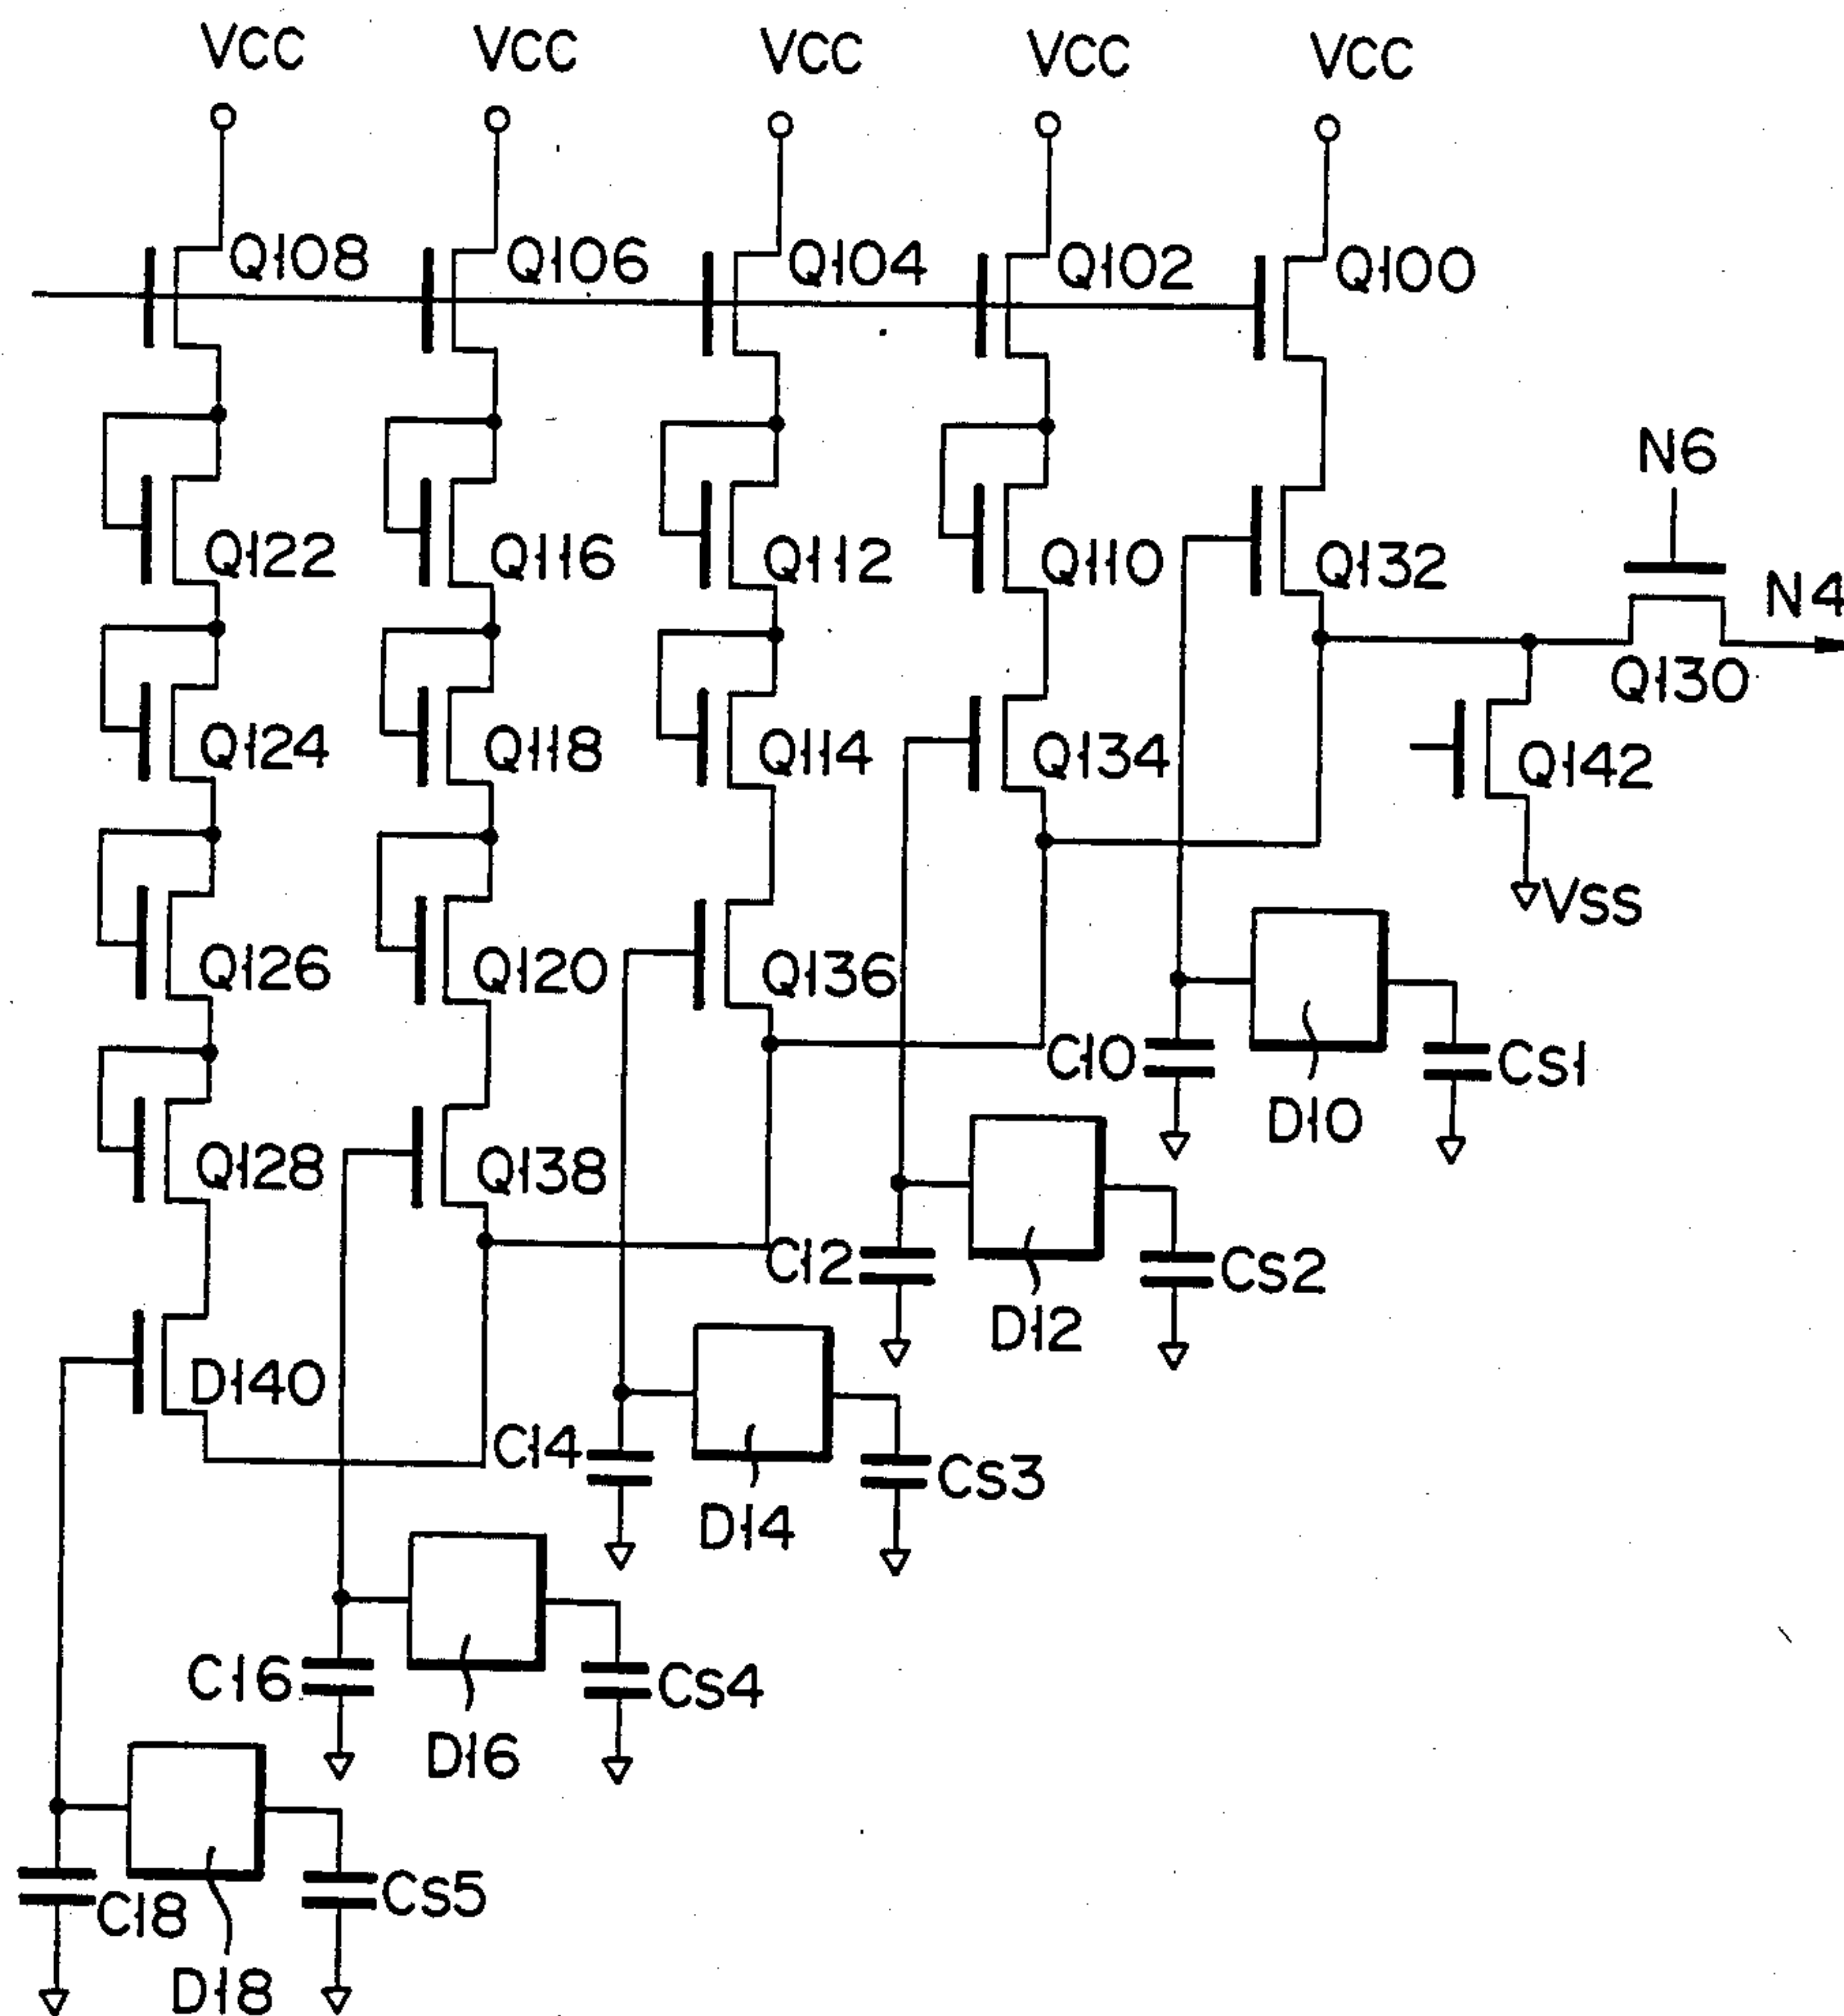 VCC VCC VCC VCC VCC
Q108 Q106 Q104 Q102 Q100
N6
Q122 Q116 Q112 Q110 Q132
N4
Q130
Q124 Q118 Q114 Q134 Q142
VSS
Q126 Q120 Q136
C10 CS1
D10
Q128 Q138
C12 CS2
D12
D140
C14 CS3
D14
C16 CS4
D16
C18 CS5
D18